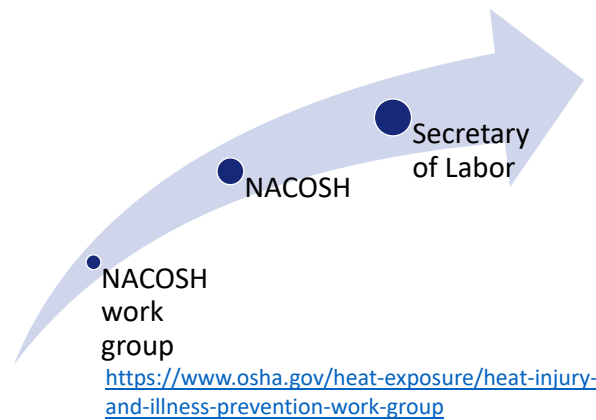 Secretary
of Labor
NACOSH
NACOSH
work
group
https://www.osha.gov/heat-exposure/heat-injury-
and-illness-prevention-work-group